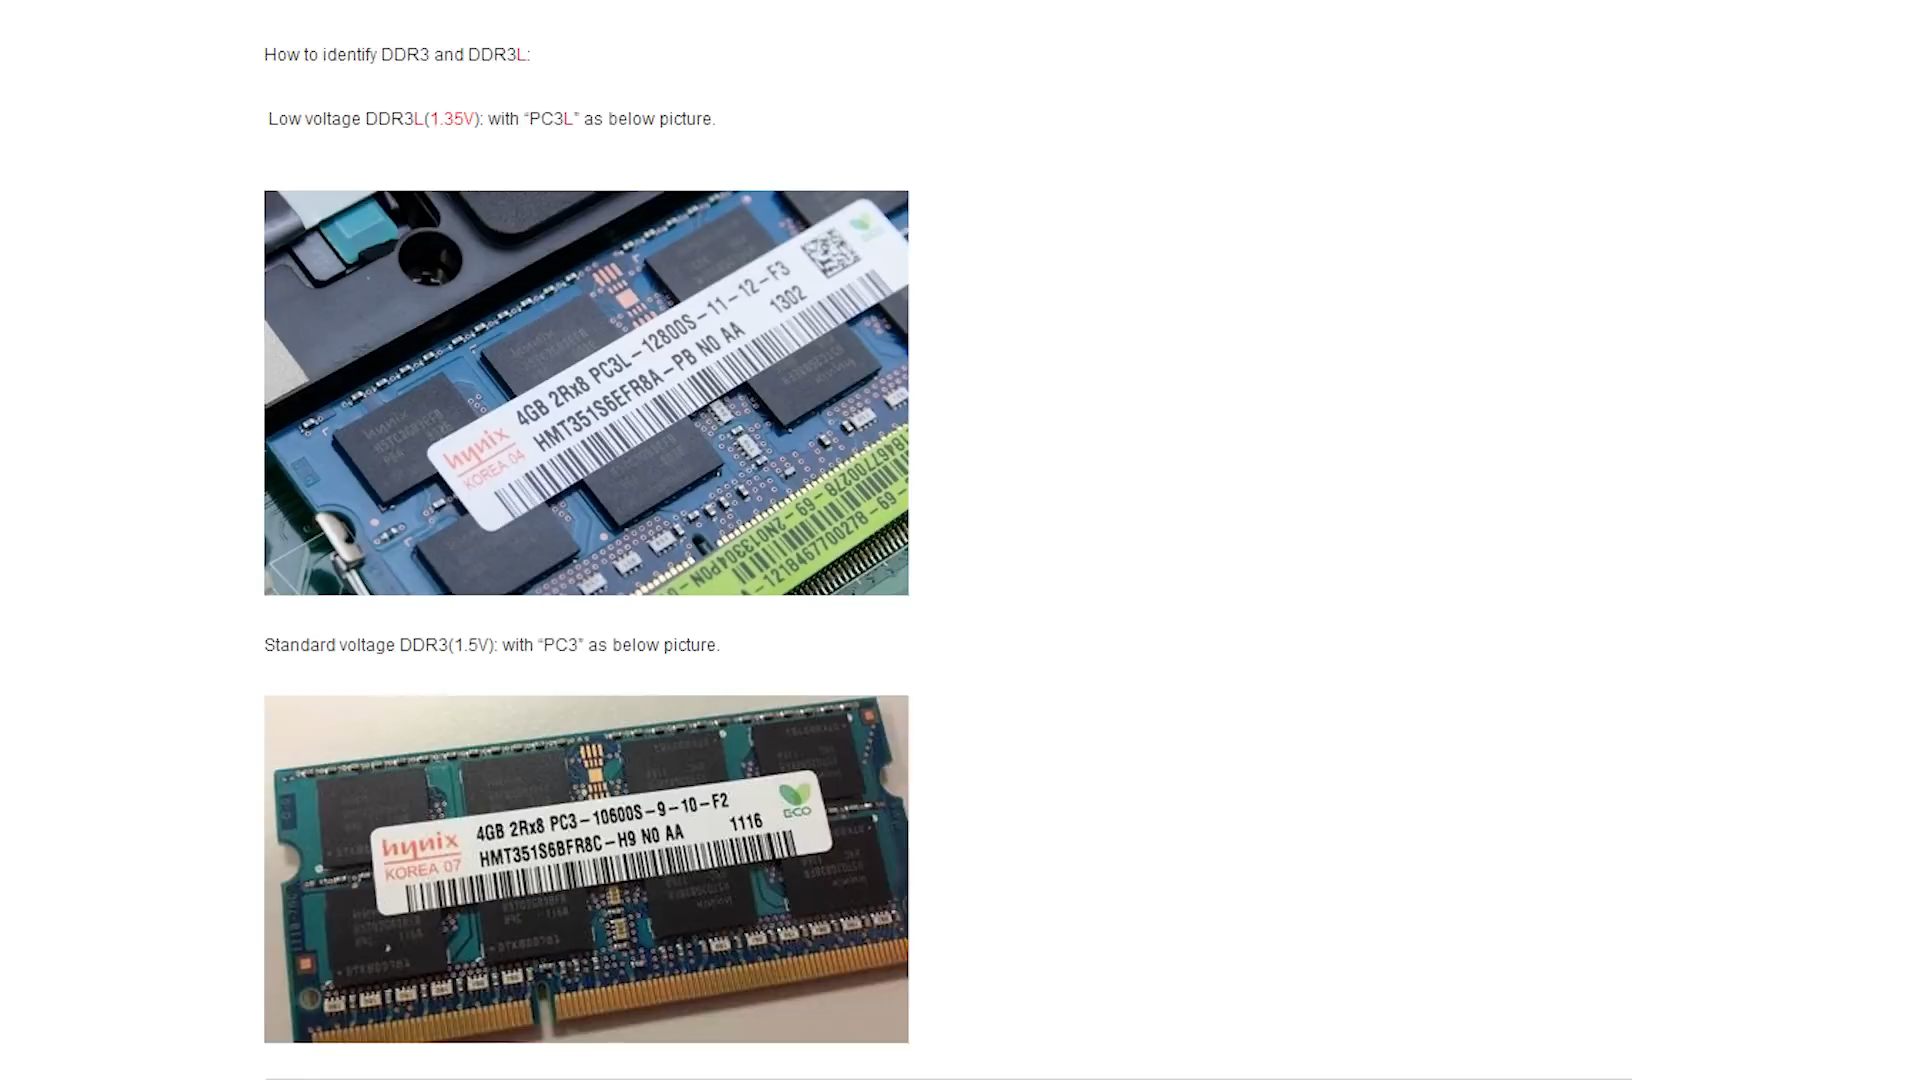 How to identify DDR3 and DDR3L:
Low voltage DDR3L(1.35V): with “PC3L” as below picture.
4GB 2Rx8 PC3L-12800S-11-12-F3
HMT351S6EFR8A-PB N0 AA 1302
hynix
KOREA 04
ECO
Standard voltage DDR3(1.5V): with “PC3” as below picture.
4GB 2Rx8 PC3-10600S-9-10-F2
HMT351S6BFR8C-H9 N0 AA 1116
hynix
KOREA 07
ECO